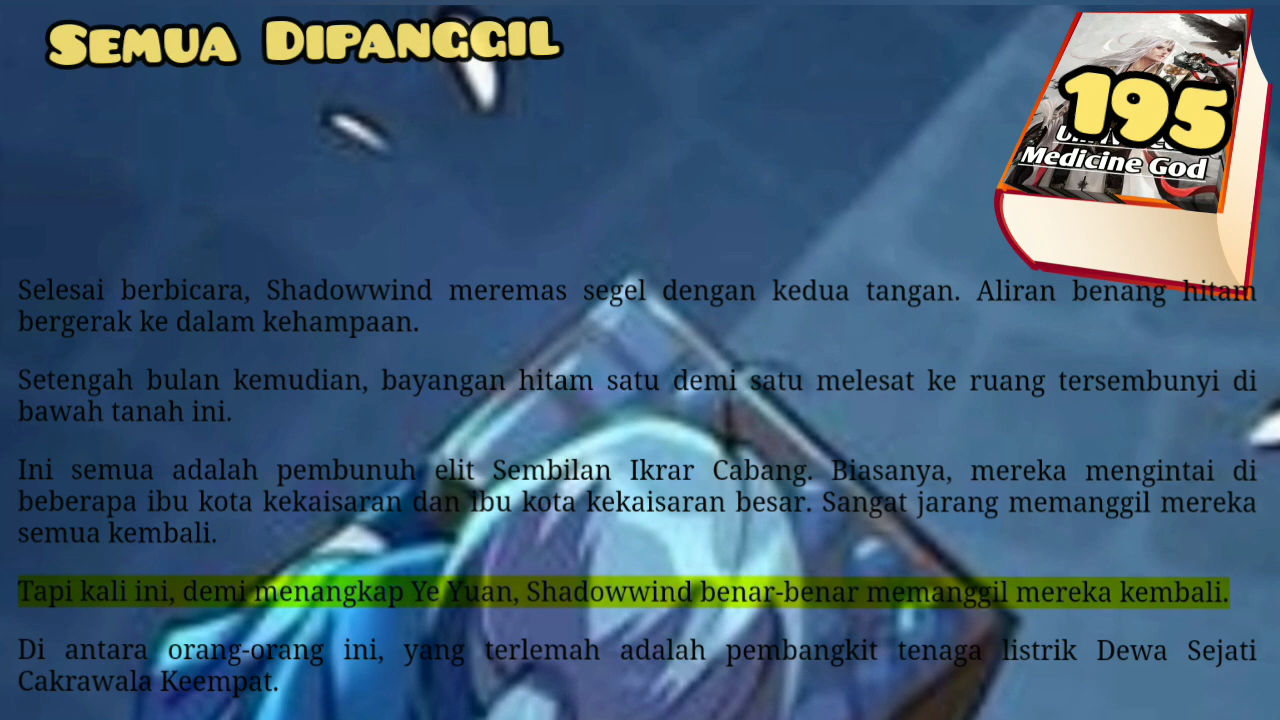 Semua Dipanggil
195
Medicine God
Selesai berbicara, Shadowwind meremas segel dengan kedua tangan. Aliran benang hitam
bergerak ke dalam kehampaan.
Setengah bulan kemudian, bayangan hitam satu demi satu melesat ke ruang tersembunyi di
bawah tanah ini.
Ini semua adalah pembunuh elit Sembilan Ikrar Cabang. Biasanya, mereka mengintai di
beberapa ibu kota kekaisaran dan ibu kota kekaisaran besar. Sangat jarang memanggil mereka
semua kembali.
Tapi kali ini, demi menangkap Ye Yuan, Shadowwind benar-benar memanggil mereka kembali.
Di antara orang-orang ini, yang terlemah adalah pembangkit tenaga listrik Dewa Sejati
Cakrawala Keempat.